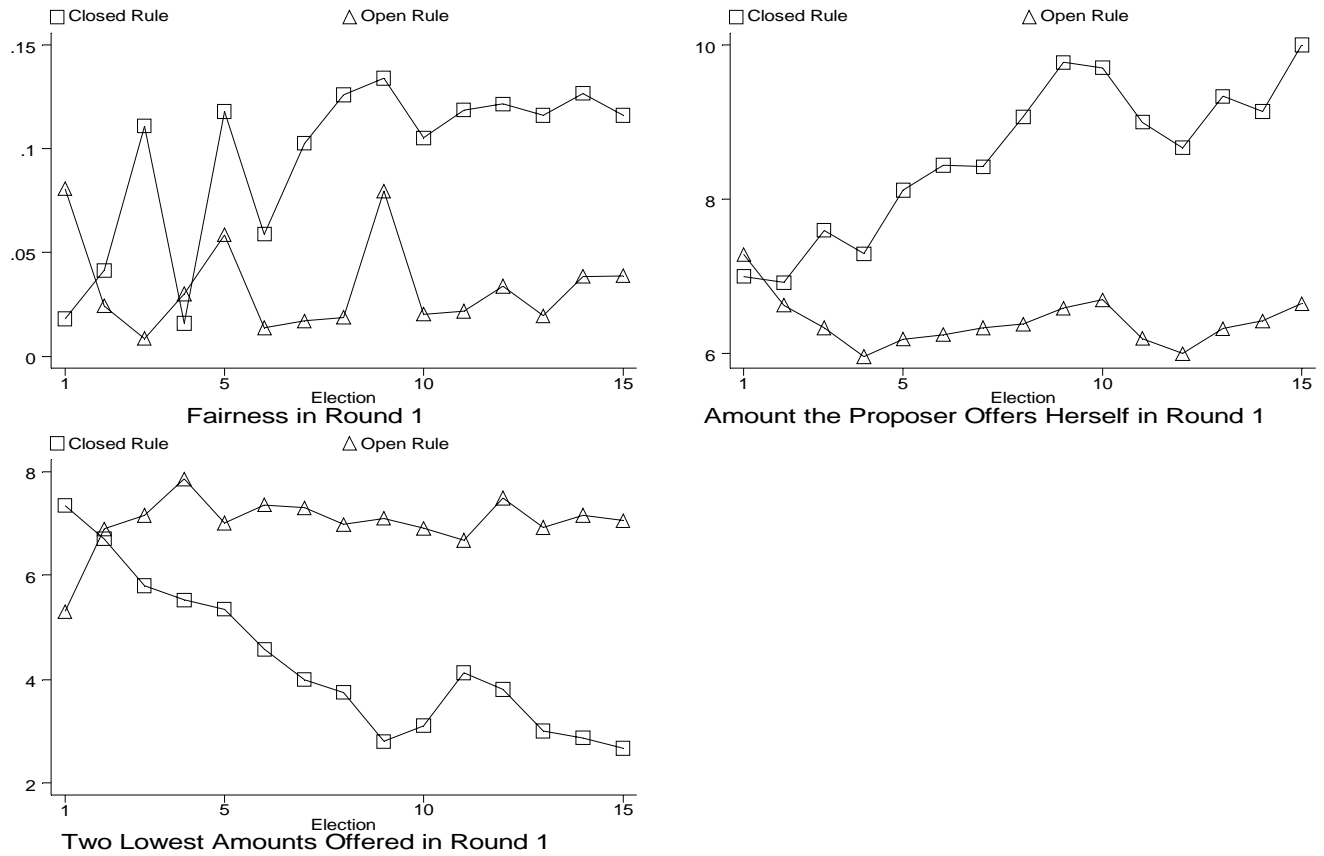 Closed Rule Open Rule
.15
.1
.05
0
1 5 10 15
Election
Fairness in Round 1
Closed Rule Open Rule
10
8
6
1 5 10 15
Election
Amount the Proposer Offers Herself in Round 1
Closed Rule Open Rule
8
6
4
2
1 5 10 15
Election
Two Lowest Amounts Offered in Round 1